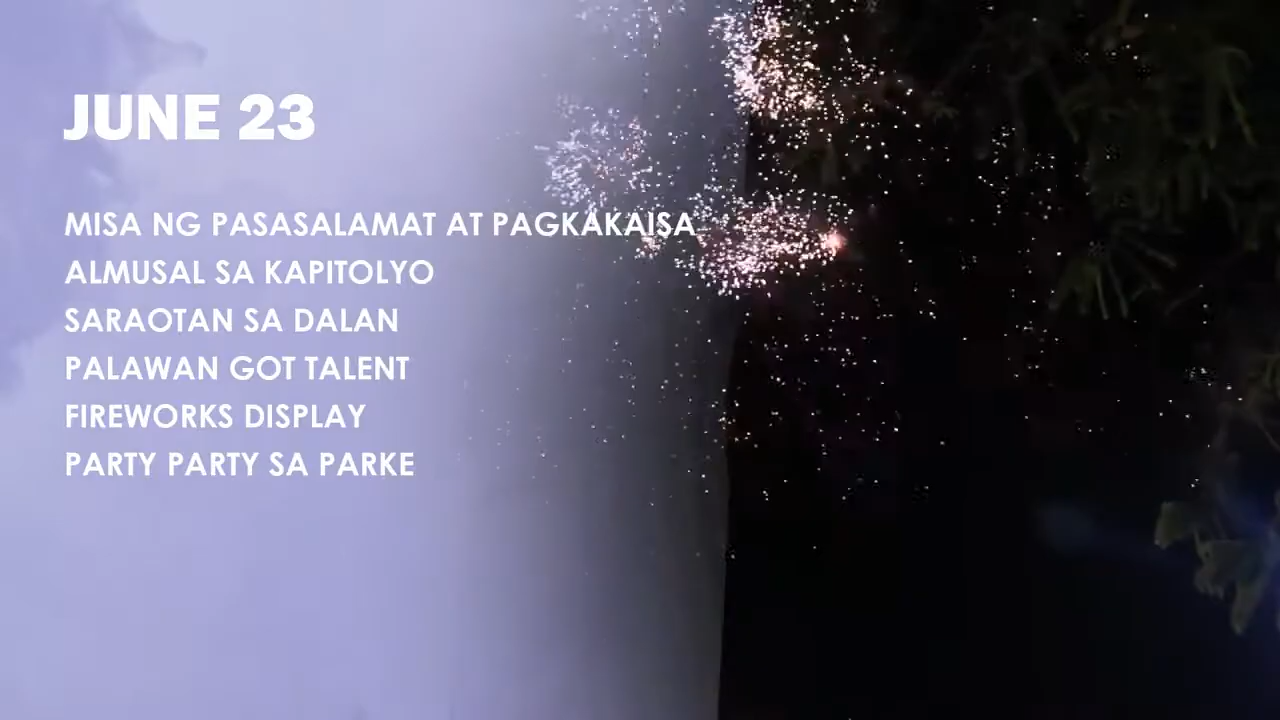 JUNE 23
MISA NG PASASALAMAT AT PAGKAKAISA
ALMUSAL SA KAPITOLYO
SARAOTAN SA DALAN
PALAWAN GOT TALENT
FIREWORKS DISPLAY
PARTY PARTY SA PARKE